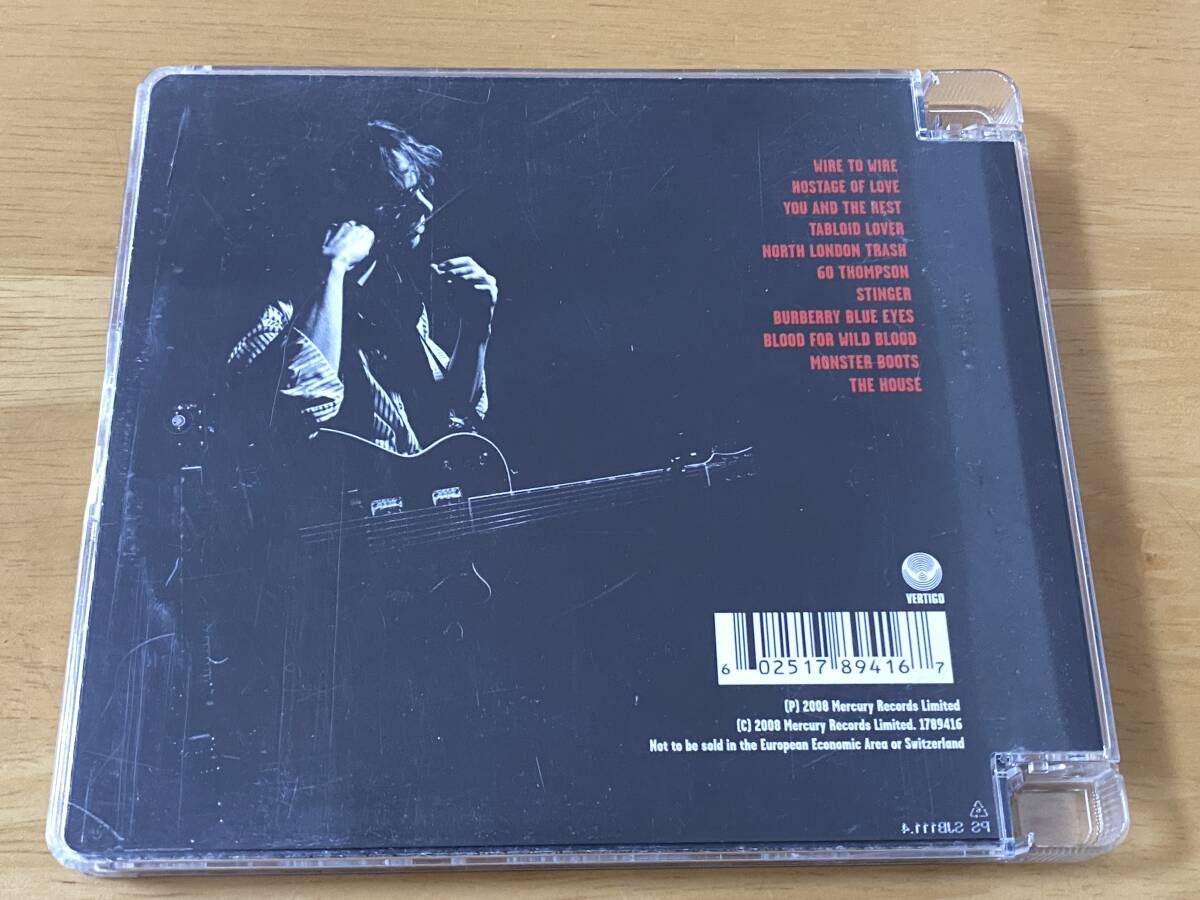 WIRE TO WIRE
HOSTAGE OF LOVE
YOU AND THE REST
TABLOID LOVER
NORTH LONDON TRASH
GO THOMPSON
STINGER
BURBERRY BLUE EYES
BLOOD FOR WILD BLOOD
MONSTER BOOTS
THE HOUSE
VERTIGO
6 02517 89416 7
(P) 2008 Mercury Records Limited
(C) 2008 Mercury Records Limited. 1789416
Not to be sold in the European Economic Area or Switzerland
PS SJB111.4